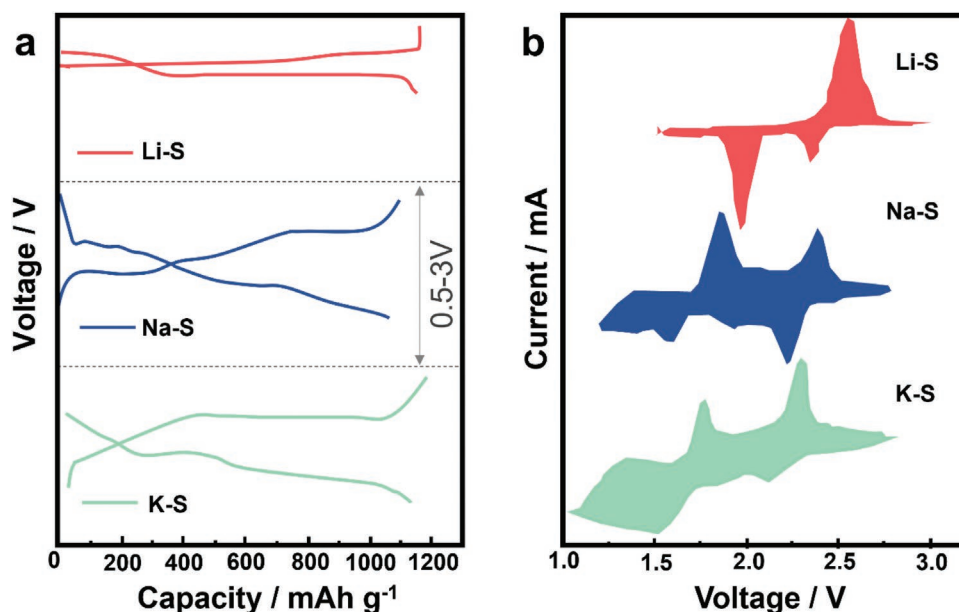 a
Li-S
Na-S
K-S
0.5-3V
Voltage / V
0 200 400 600 800 1000 1200
Capacity / mAh g⁻¹
b
Li-S
Na-S
K-S
Current / mA
1.0 1.5 2.0 2.5 3.0
Voltage / V